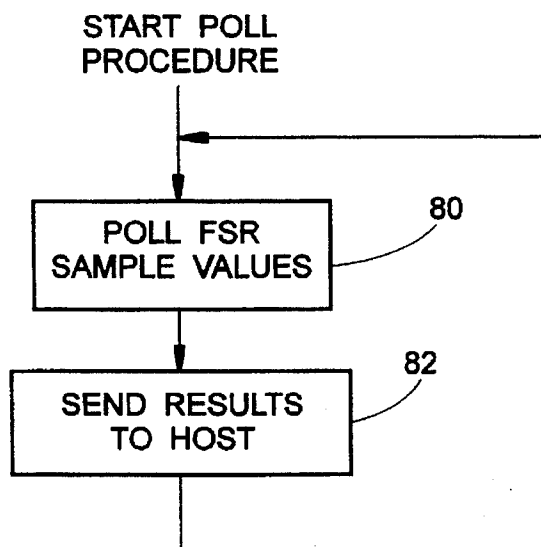 START POLL
PROCEDURE
80
POLL FSR
SAMPLE VALUES
82
SEND RESULTS
TO HOST